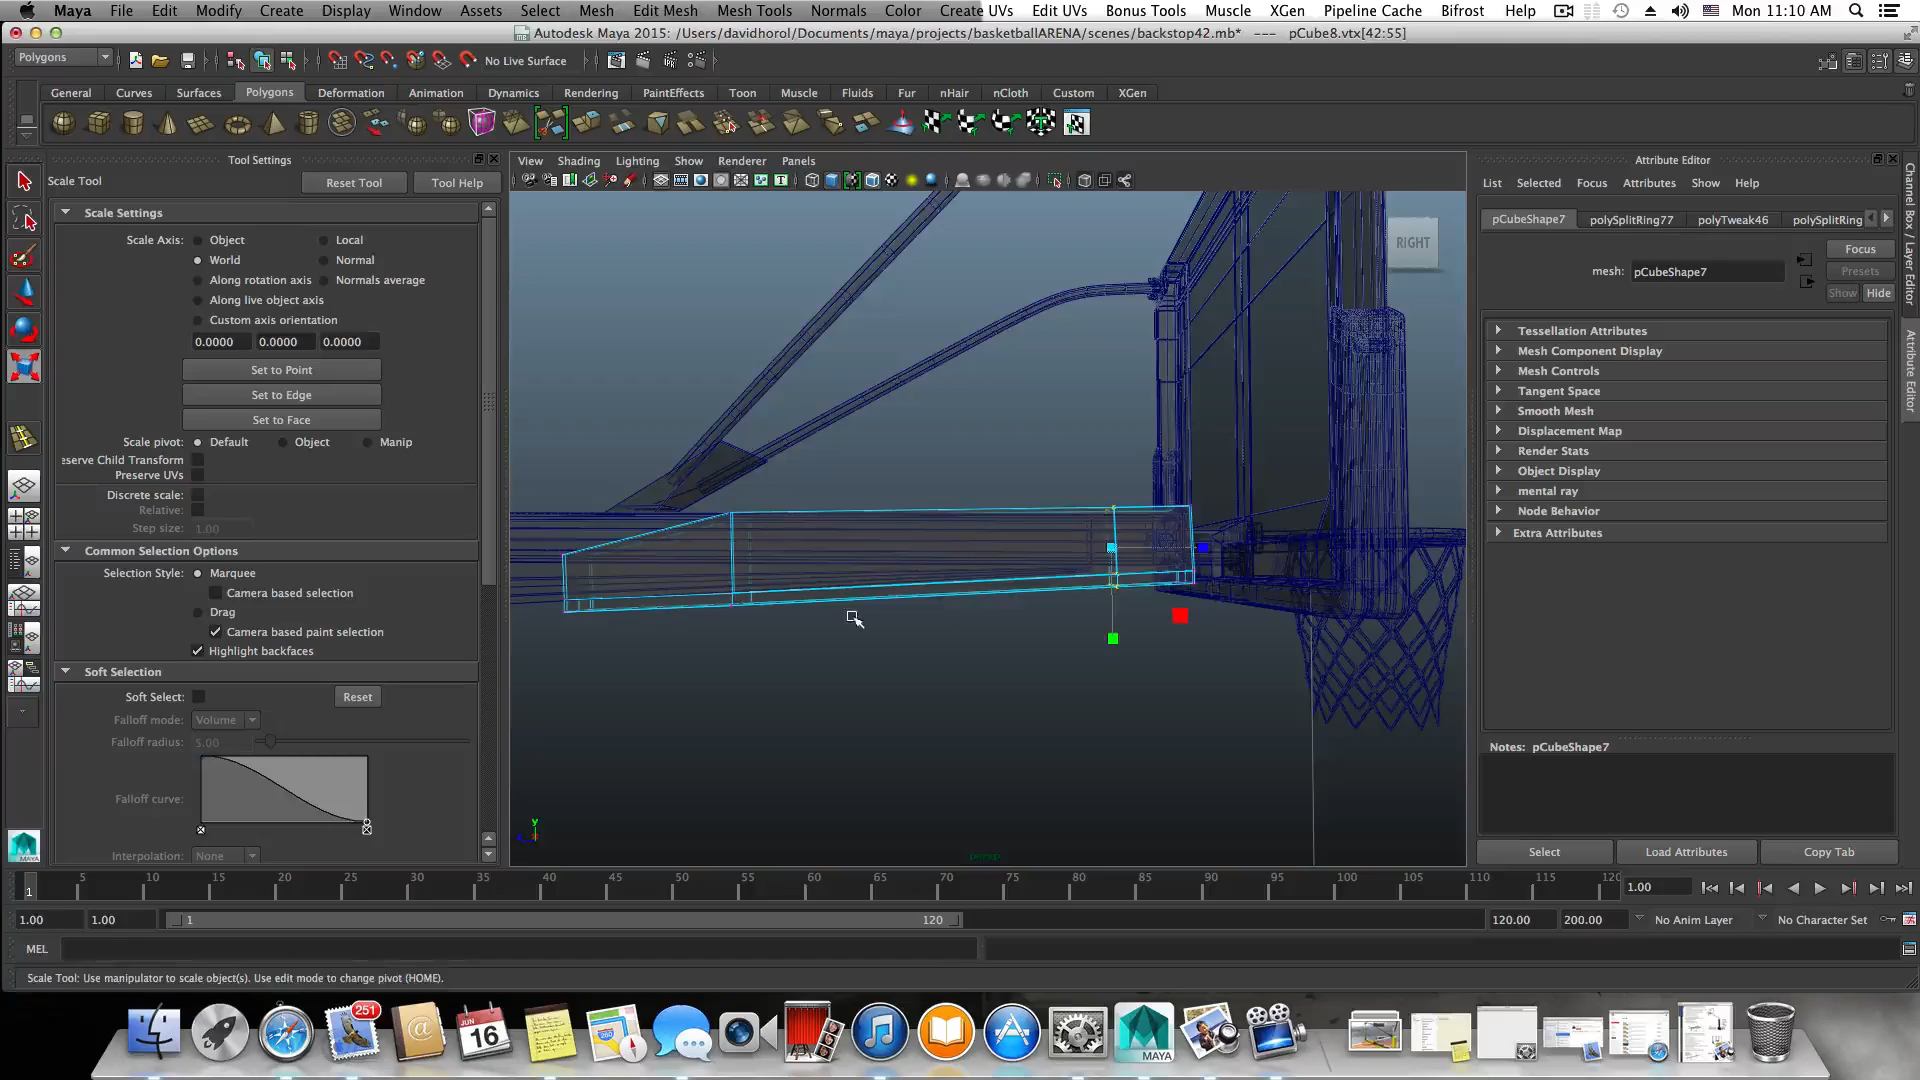 Maya File Edit Modify Create Display Window Assets Select Mesh Edit Mesh Mesh Tools Normals Color Create UVs Edit UVs Bonus Tools Muscle XGen Pipeline Cache Bifrost Help Mon 11:10 AM
Autodesk Maya 2015: /Users/davidhorol/Documents/maya/projects/basketballARENA/scenes/backstop42.mb* --- pCube8.vtx[42:55]
Polygons No Live Surface
General Curves Surfaces Polygons Deformation Animation Dynamics Rendering PaintEffects Toon Muscle Fluids Fur nHair nCloth Custom XGen
Tool Settings
Scale Tool Reset Tool Tool Help
Scale Settings
Scale Axis: Object Local
World Normal
Along rotation axis Normals average
Along live object axis
Custom axis orientation
0.0000 0.0000 0.0000
Set to Point
Set to Edge
Set to Face
Scale pivot: Default Object Manip
eserve Child Transform
Preserve UVs
Discrete scale:
Relative:
Step size: 1.00
Common Selection Options
Selection Style: Marquee
Camera based selection
Drag
Camera based paint selection
Highlight backfaces
Soft Selection
Soft Select: Reset
Falloff mode: Volume
Falloff radius: 5.00
Falloff curve:
Interpolation: None
MAYA
View Shading Lighting Show Renderer Panels
RIGHT
y
persp
Attribute Editor
List Selected Focus Attributes Show Help
pCubeShape7 polySplitRing77 polyTweak46 polySplitRing
Focus
mesh: pCubeShape7 Presets
Show Hide
Tessellation Attributes
Mesh Component Display
Mesh Controls
Tangent Space
Smooth Mesh
Displacement Map
Render Stats
Object Display
mental ray
Node Behavior
Extra Attributes
Notes: pCubeShape7
Select Load Attributes Copy Tab
Channel Box / Layer Editor
Attribute Editor
1 5 10 15 20 25 30 35 40 45 50 55 60 65 70 75 80 85 90 95 100 105 110 115 120 1.00
1.00 1.00 1 120 120.00 200.00 No Anim Layer No Character Set
MEL
Scale Tool: Use manipulator to scale object(s). Use edit mode to change pivot (HOME).
251
JUN
16
MAYA